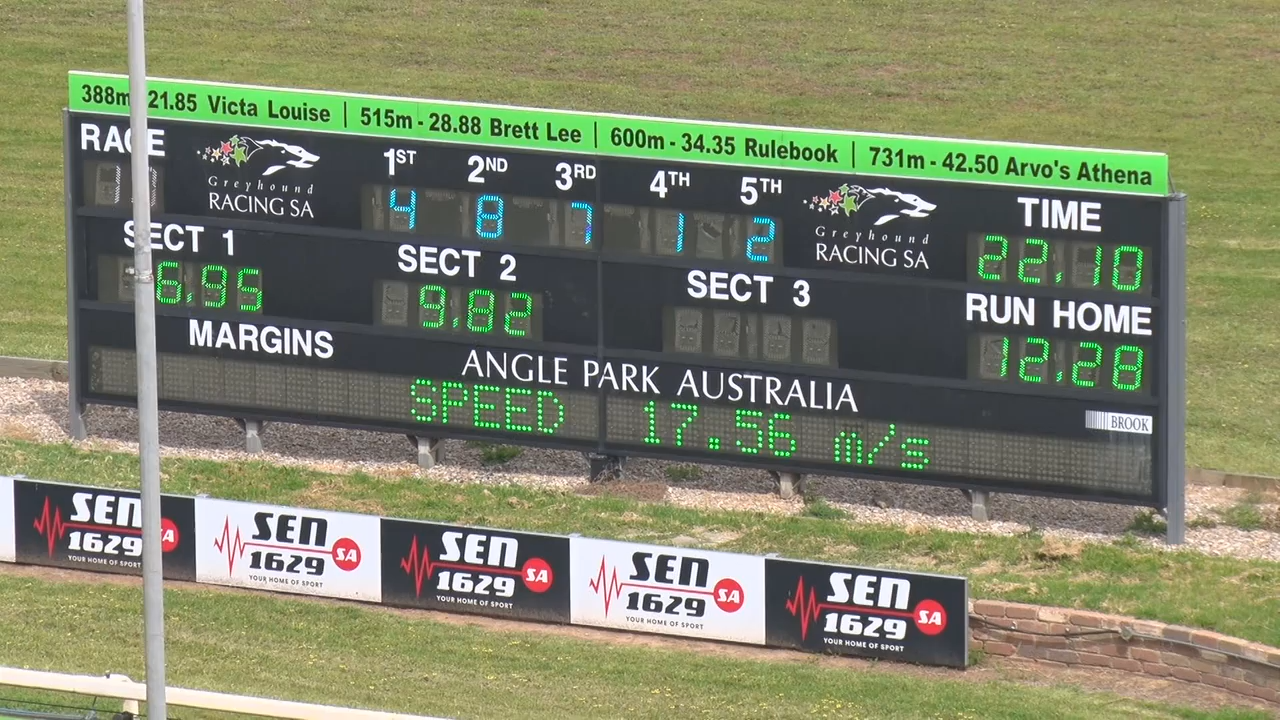 388m 21.85 Victa Louise | 515m - 28.88 Brett Lee | 600m - 34.35 Rulebook | 731m - 42.50 Arvo's Athena
RACE
Greyhound
RACING SA
1ST 2ND 3RD 4TH 5TH
4 8 7 1 2
Greyhound
RACING SA
TIME
22.10
SECT 1
6.95
SECT 2
9.82
SECT 3
RUN HOME
12.28
MARGINS
ANGLE PARK AUSTRALIA
SPEED 17.56 m/s
BROOK
SEN
1629 SA
YOUR HOME OF SPORT
SEN
1629 SA
YOUR HOME OF SPORT
SEN
1629 SA
YOUR HOME OF SPORT
SEN
1629 SA
YOUR HOME OF SPORT
SEN
1629 SA
YOUR HOME OF SPORT